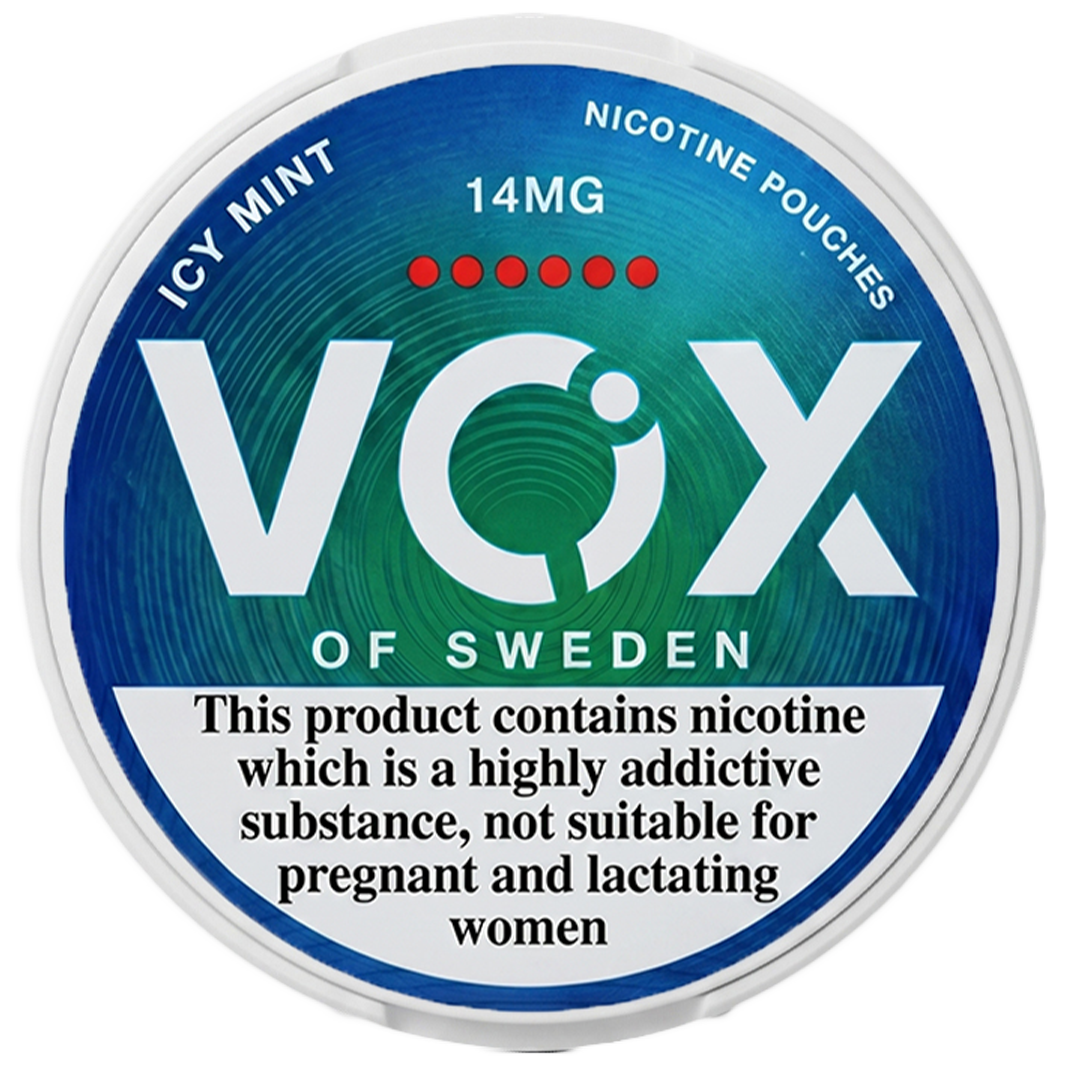 ICY MINT
NICOTINE POUCHES
14MG
VOX
OF SWEDEN
This product contains nicotine
which is a highly addictive
substance, not suitable for
pregnant and lactating
women